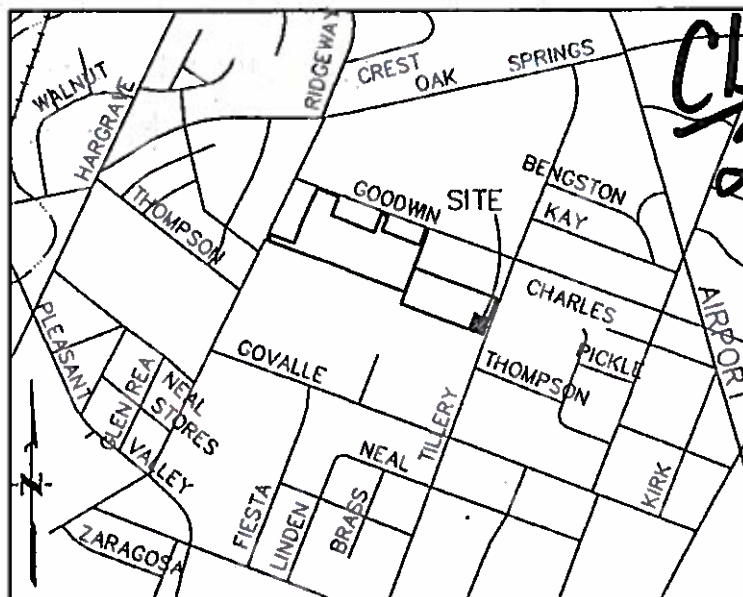 WALNUT
HARGRAVE
RIDGEWAY
CREST
OAK SPRINGS
THOMPSON
GOODWIN
SITE
BENGSTON
KAY
CHARLES
AIRPORT
PICKLE
THOMPSON
PLEASANT
VALLEY
GLEN
REA
NEAL
STORES
GOVALLE
TILLERY
NEAL
FIESTA
LINDEN
BRASS
KIRK
ZARAGOSA
N